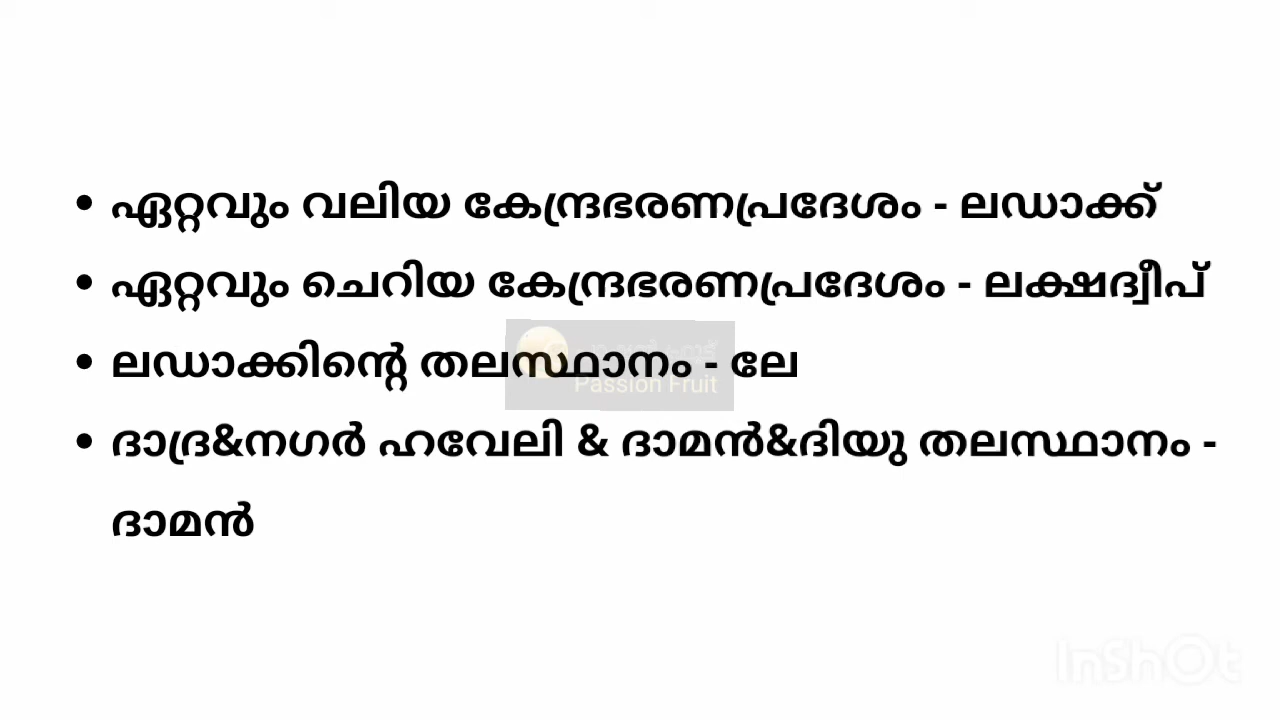 • ഏറ്റവും വലിയ കേന്ദ്രഭരണപ്രദേശം - ലഡാക്ക്
• ഏറ്റവും ചെറിയ കേന്ദ്രഭരണപ്രദേശം - ലക്ഷദ്വീപ്
• ലഡാക്കിന്റെ തലസ്ഥാനം - ലേ
Passion Fruit
• ദാദ്ര&നഗർ ഹവേലി & ദാമൻ&ദിയു തലസ്ഥാനം -
ദാമൻ
InShOt